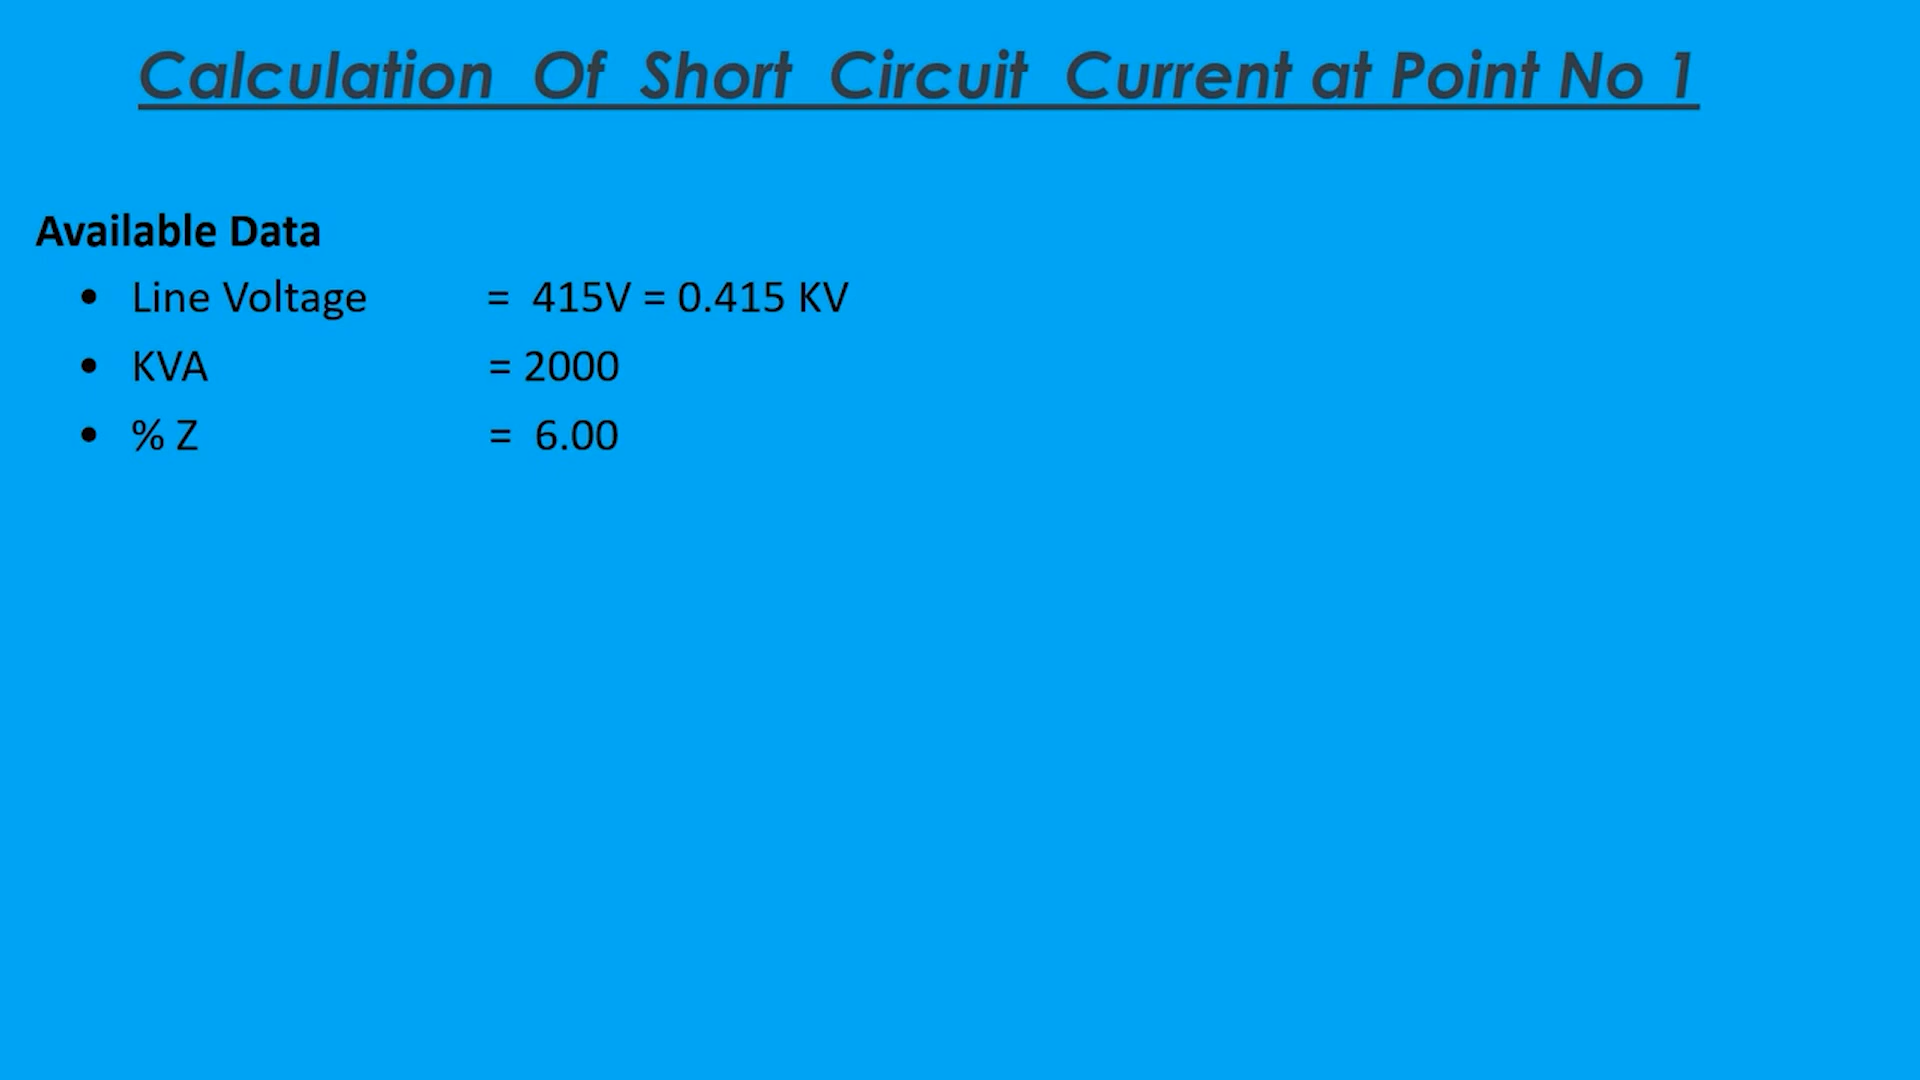 Calculation Of Short Circuit Current at Point No 1
Available Data
• Line Voltage = 415V = 0.415 KV
• KVA = 2000
• % Z = 6.00